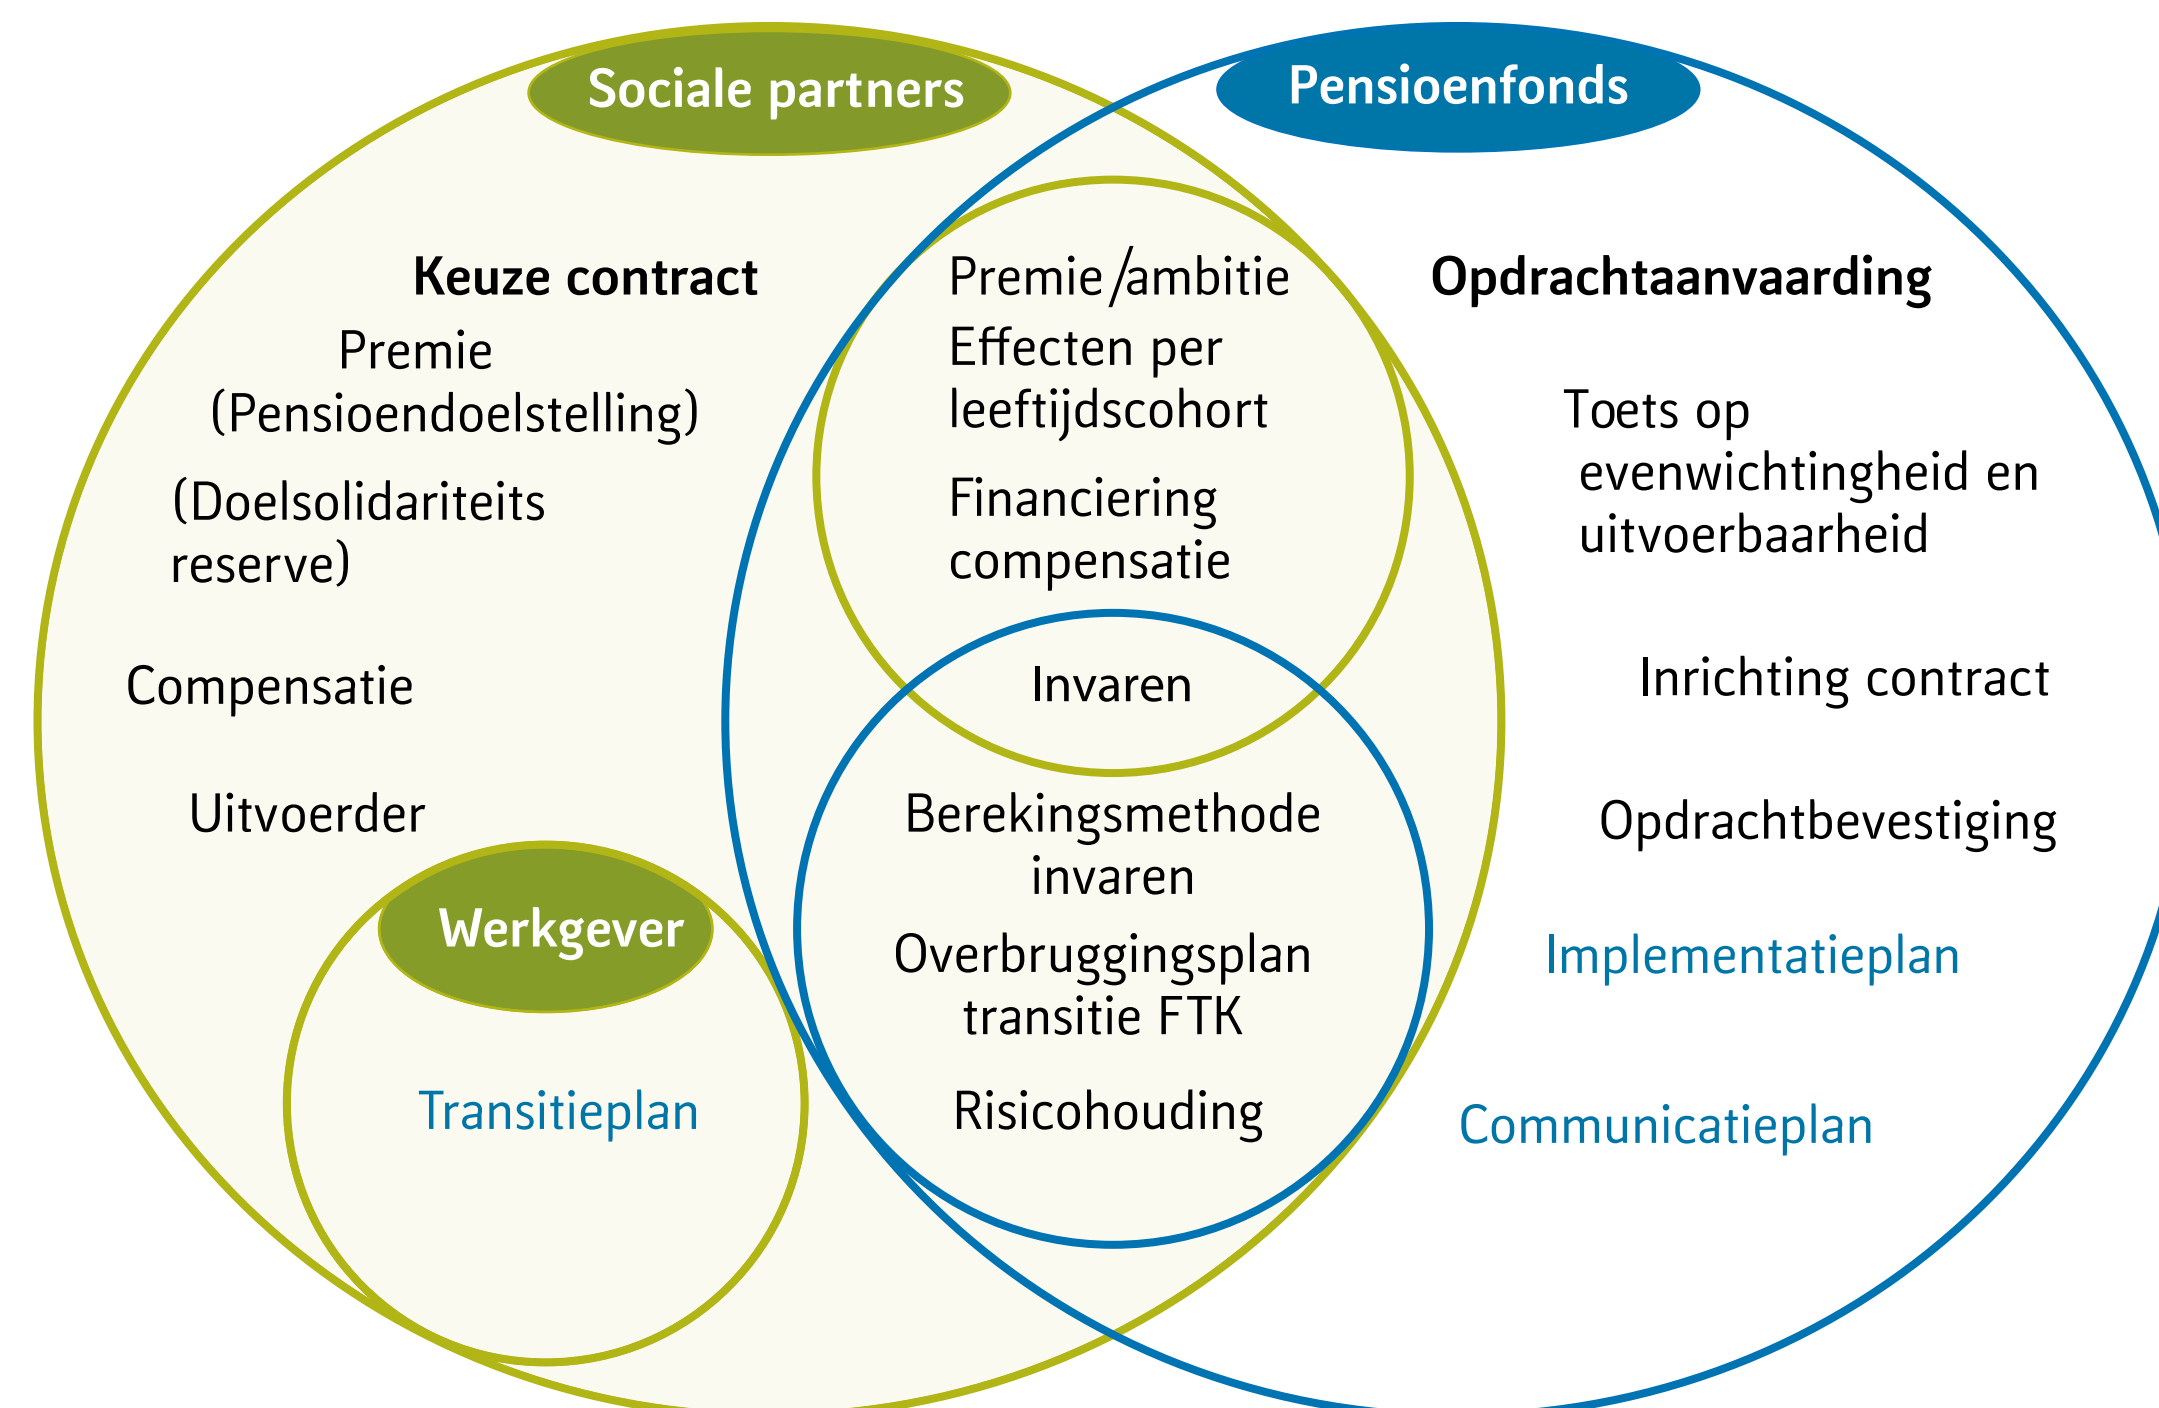 Sociale partners
Pensioenfonds
Keuze contract
Premie
(Pensioendoelstelling)
(Doelsolidariteits
reserve)
Compensatie
Uitvoerder
Werkgever
Transitieplan
Premie/ambitie
Effecten per
leeftijdscohort
Financiering
compensatie
Invaren
Berekingsmethode
invaren
Overbruggingsplan
transitie FTK
Risicohouding
Opdrachtaanvaarding
Toets op
evenwichtingheid en
uitvoerbaarheid
Inrichting contract
Opdrachtbevestiging
Implementatieplan
Communicatieplan